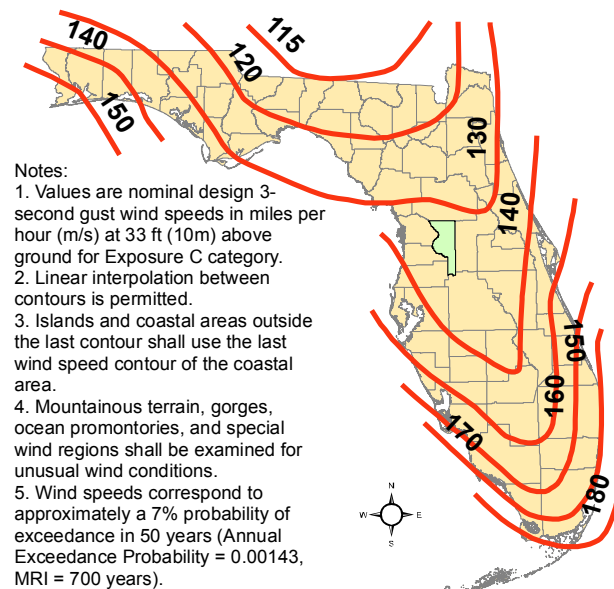 115
140
120
150
130
Notes:
1. Values are nominal design 3-
second gust wind speeds in miles per
hour (m/s) at 33 ft (10m) above
ground for Exposure C category.
2. Linear interpolation between
contours is permitted.
3. Islands and coastal areas outside
the last contour shall use the last
wind speed contour of the coastal
area.
4. Mountainous terrain, gorges,
ocean promontories, and special
wind regions shall be examined for
unusual wind conditions.
5. Wind speeds correspond to
approximately a 7% probability of
exceedance in 50 years (Annual
Exceedance Probability = 0.00143,
MRI = 700 years).
140
150
160
170
180
N
W E
S